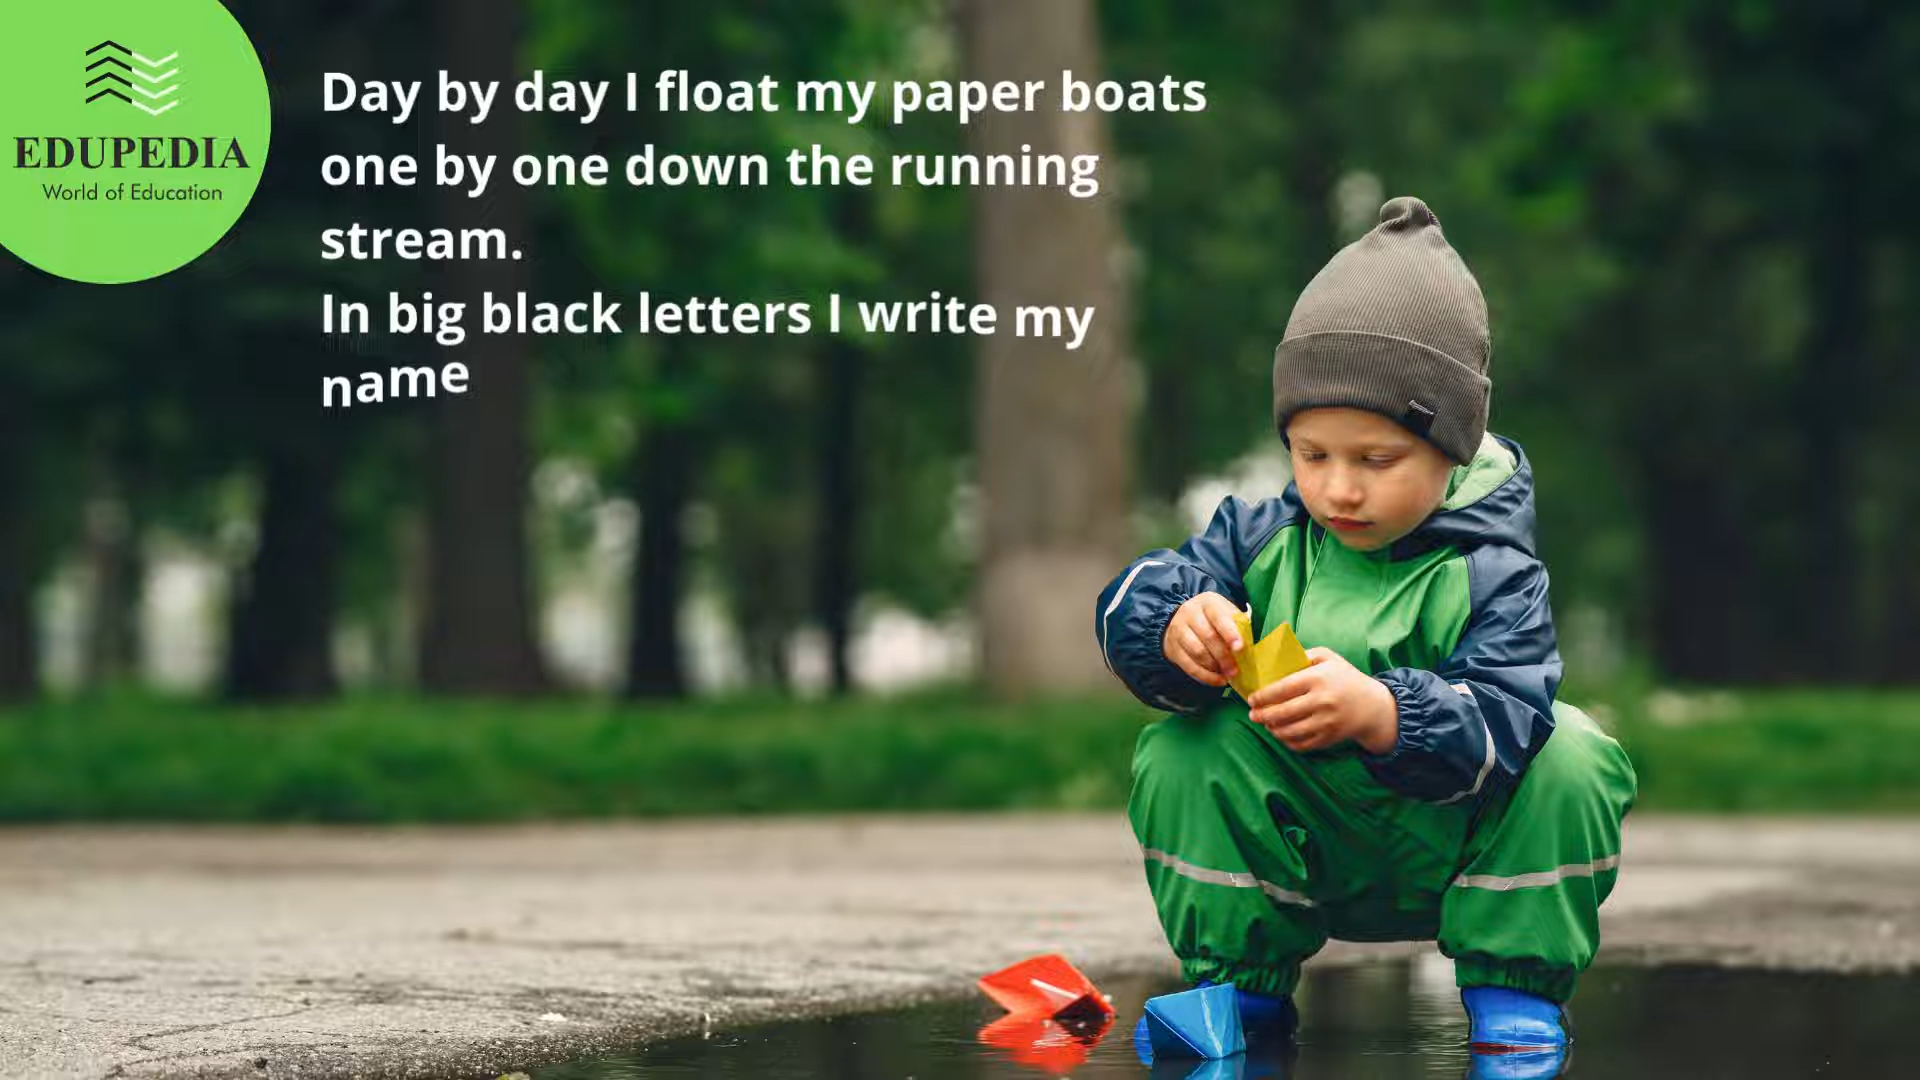 EDUPEDIA
World of Education
Day by day I float my paper boats
one by one down the running
stream.
In big black letters I write my
name